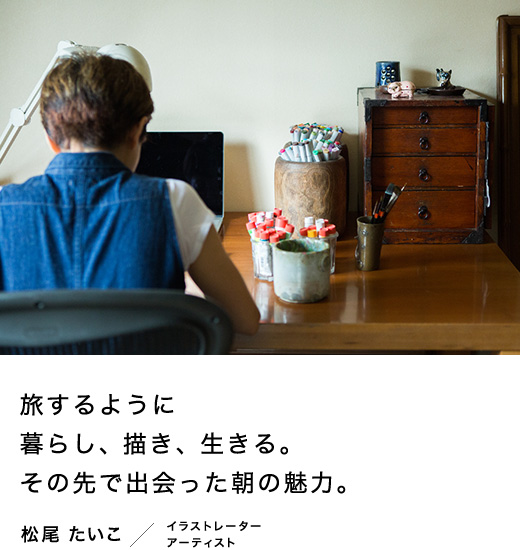 旅するように
暮らし、描き、生きる。
その先で出会った朝の魅力。
松尾 たいこ／イラストレーター
アーティスト